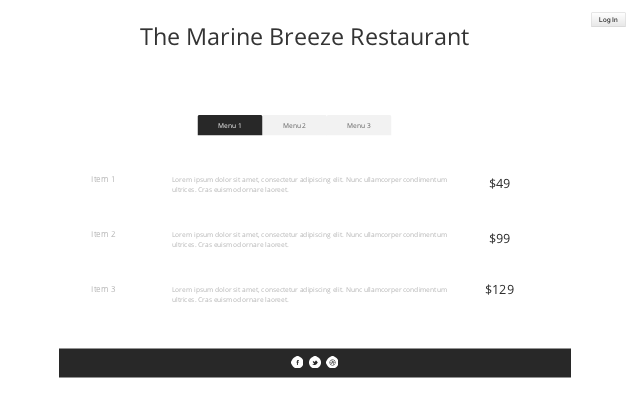 Log In
The Marine Breeze Restaurant
Menu 1 Menu 2 Menu 3
Item 1
Lorem ipsum dolor sit amet, consectetur adipiscing elit. Nunc ullamcorper condimentum
ultrices. Cras euismod ornare laoreet.
$49
Item 2
Lorem ipsum dolor sit amet, consectetur adipiscing elit. Nunc ullamcorper condimentum
ultrices. Cras euismod ornare laoreet.
$99
Item 3
Lorem ipsum dolor sit amet, consectetur adipiscing elit. Nunc ullamcorper condimentum
ultrices. Cras euismod ornare laoreet.
$129